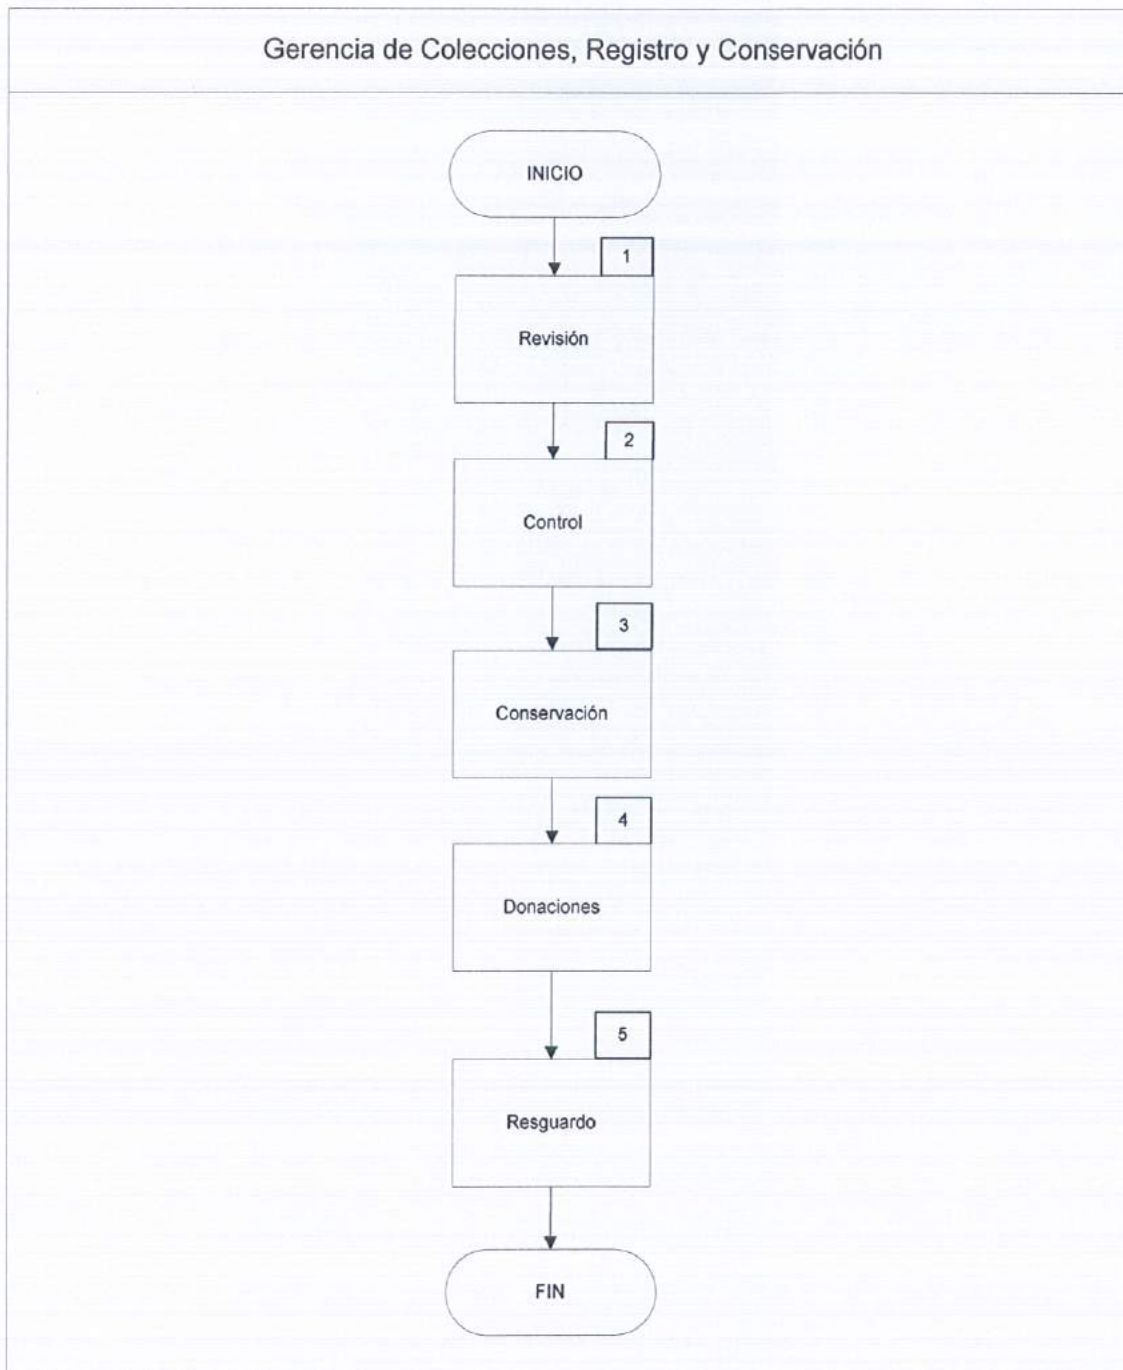 Gerencia de Colecciones, Registro y Conservación
INICIO
1
Revisión
2
Control
3
Conservación
4
Donaciones
5
Resguardo
FIN